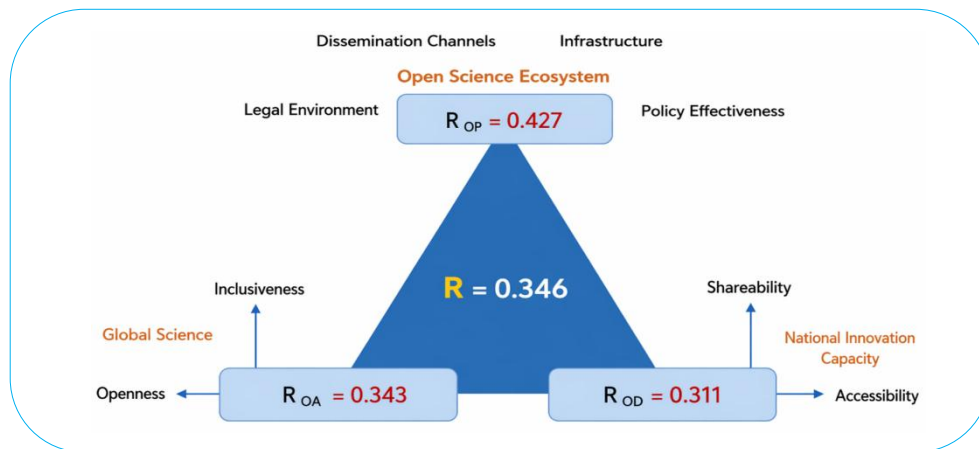 Dissemination Channels
Infrastructure
Open Science Ecosystem
Legal Environment
R OP = 0.427
Policy Effectiveness
R = 0.346
Inclusiveness
Shareability
Global Science
National Innovation
Capacity
Openness
R OA = 0.343
R OD = 0.311
Accessibility